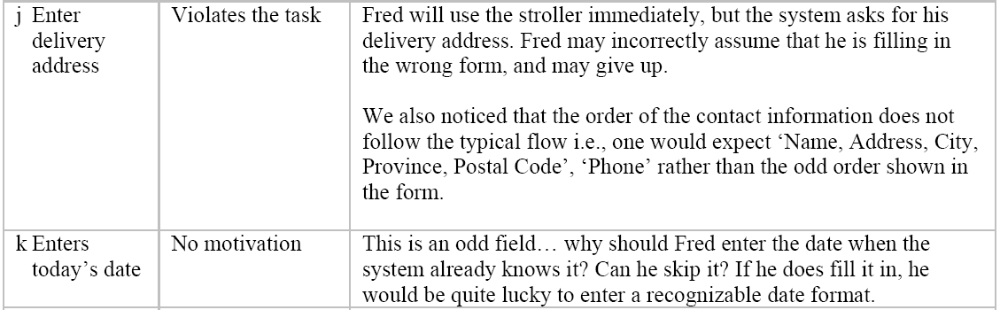 j Enter delivery address
Violates the task
Fred will use the stroller immediately, but the system asks for his
delivery address. Fred may incorrectly assume that he is filling in
the wrong form, and may give up.
We also noticed that the order of the contact information does not
follow the typical flow i.e., one would expect ‘Name, Address, City,
Province, Postal Code’, ‘Phone’ rather than the odd order shown in
the form.
k Enters today’s date
No motivation
This is an odd field… why should Fred enter the date when the
system already knows it? Can he skip it? If he does fill it in, he
would be quite lucky to enter a recognizable date format.